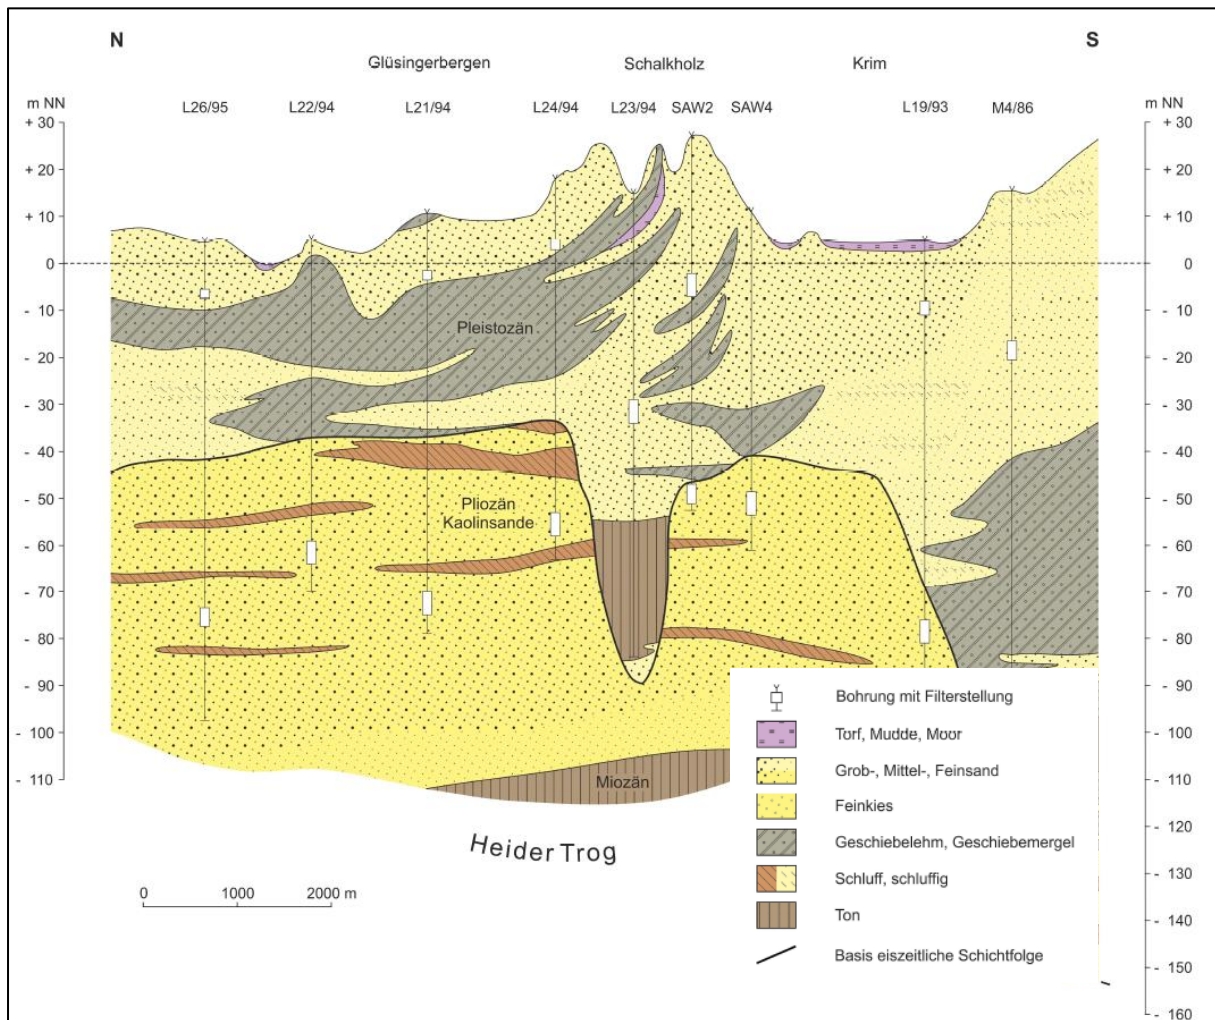 N S
Glüsingerbergen Schalkholz Krim
m NN L26/95 L22/94 L21/94 L24/94 L23/94 SAW2 SAW4 L19/93 M4/86 m NN
+ 30 + 30
+ 20 + 20
+ 10 + 10
0 0
- 10 - 10
Pleistozän
- 20 - 20
- 30 - 30
- 40 - 40
- 50 Pliozän - 50
Kaolinsande
- 60 - 60
- 70 - 70
- 80 - 80
- 90 - 90
Bohrung mit Filterstellung
- 100 Torf, Mudde, Moor - 100
- 110 Miozän Grob-, Mittel-, Feinsand - 110
Feinkies
- 120
Heider Trog Geschiebelehm, Geschiebemergel
- 130
0 1000 2000 m Schluff, schluffig
- 140
Ton
- 150
Basis eiszeitliche Schichtfolge
- 160